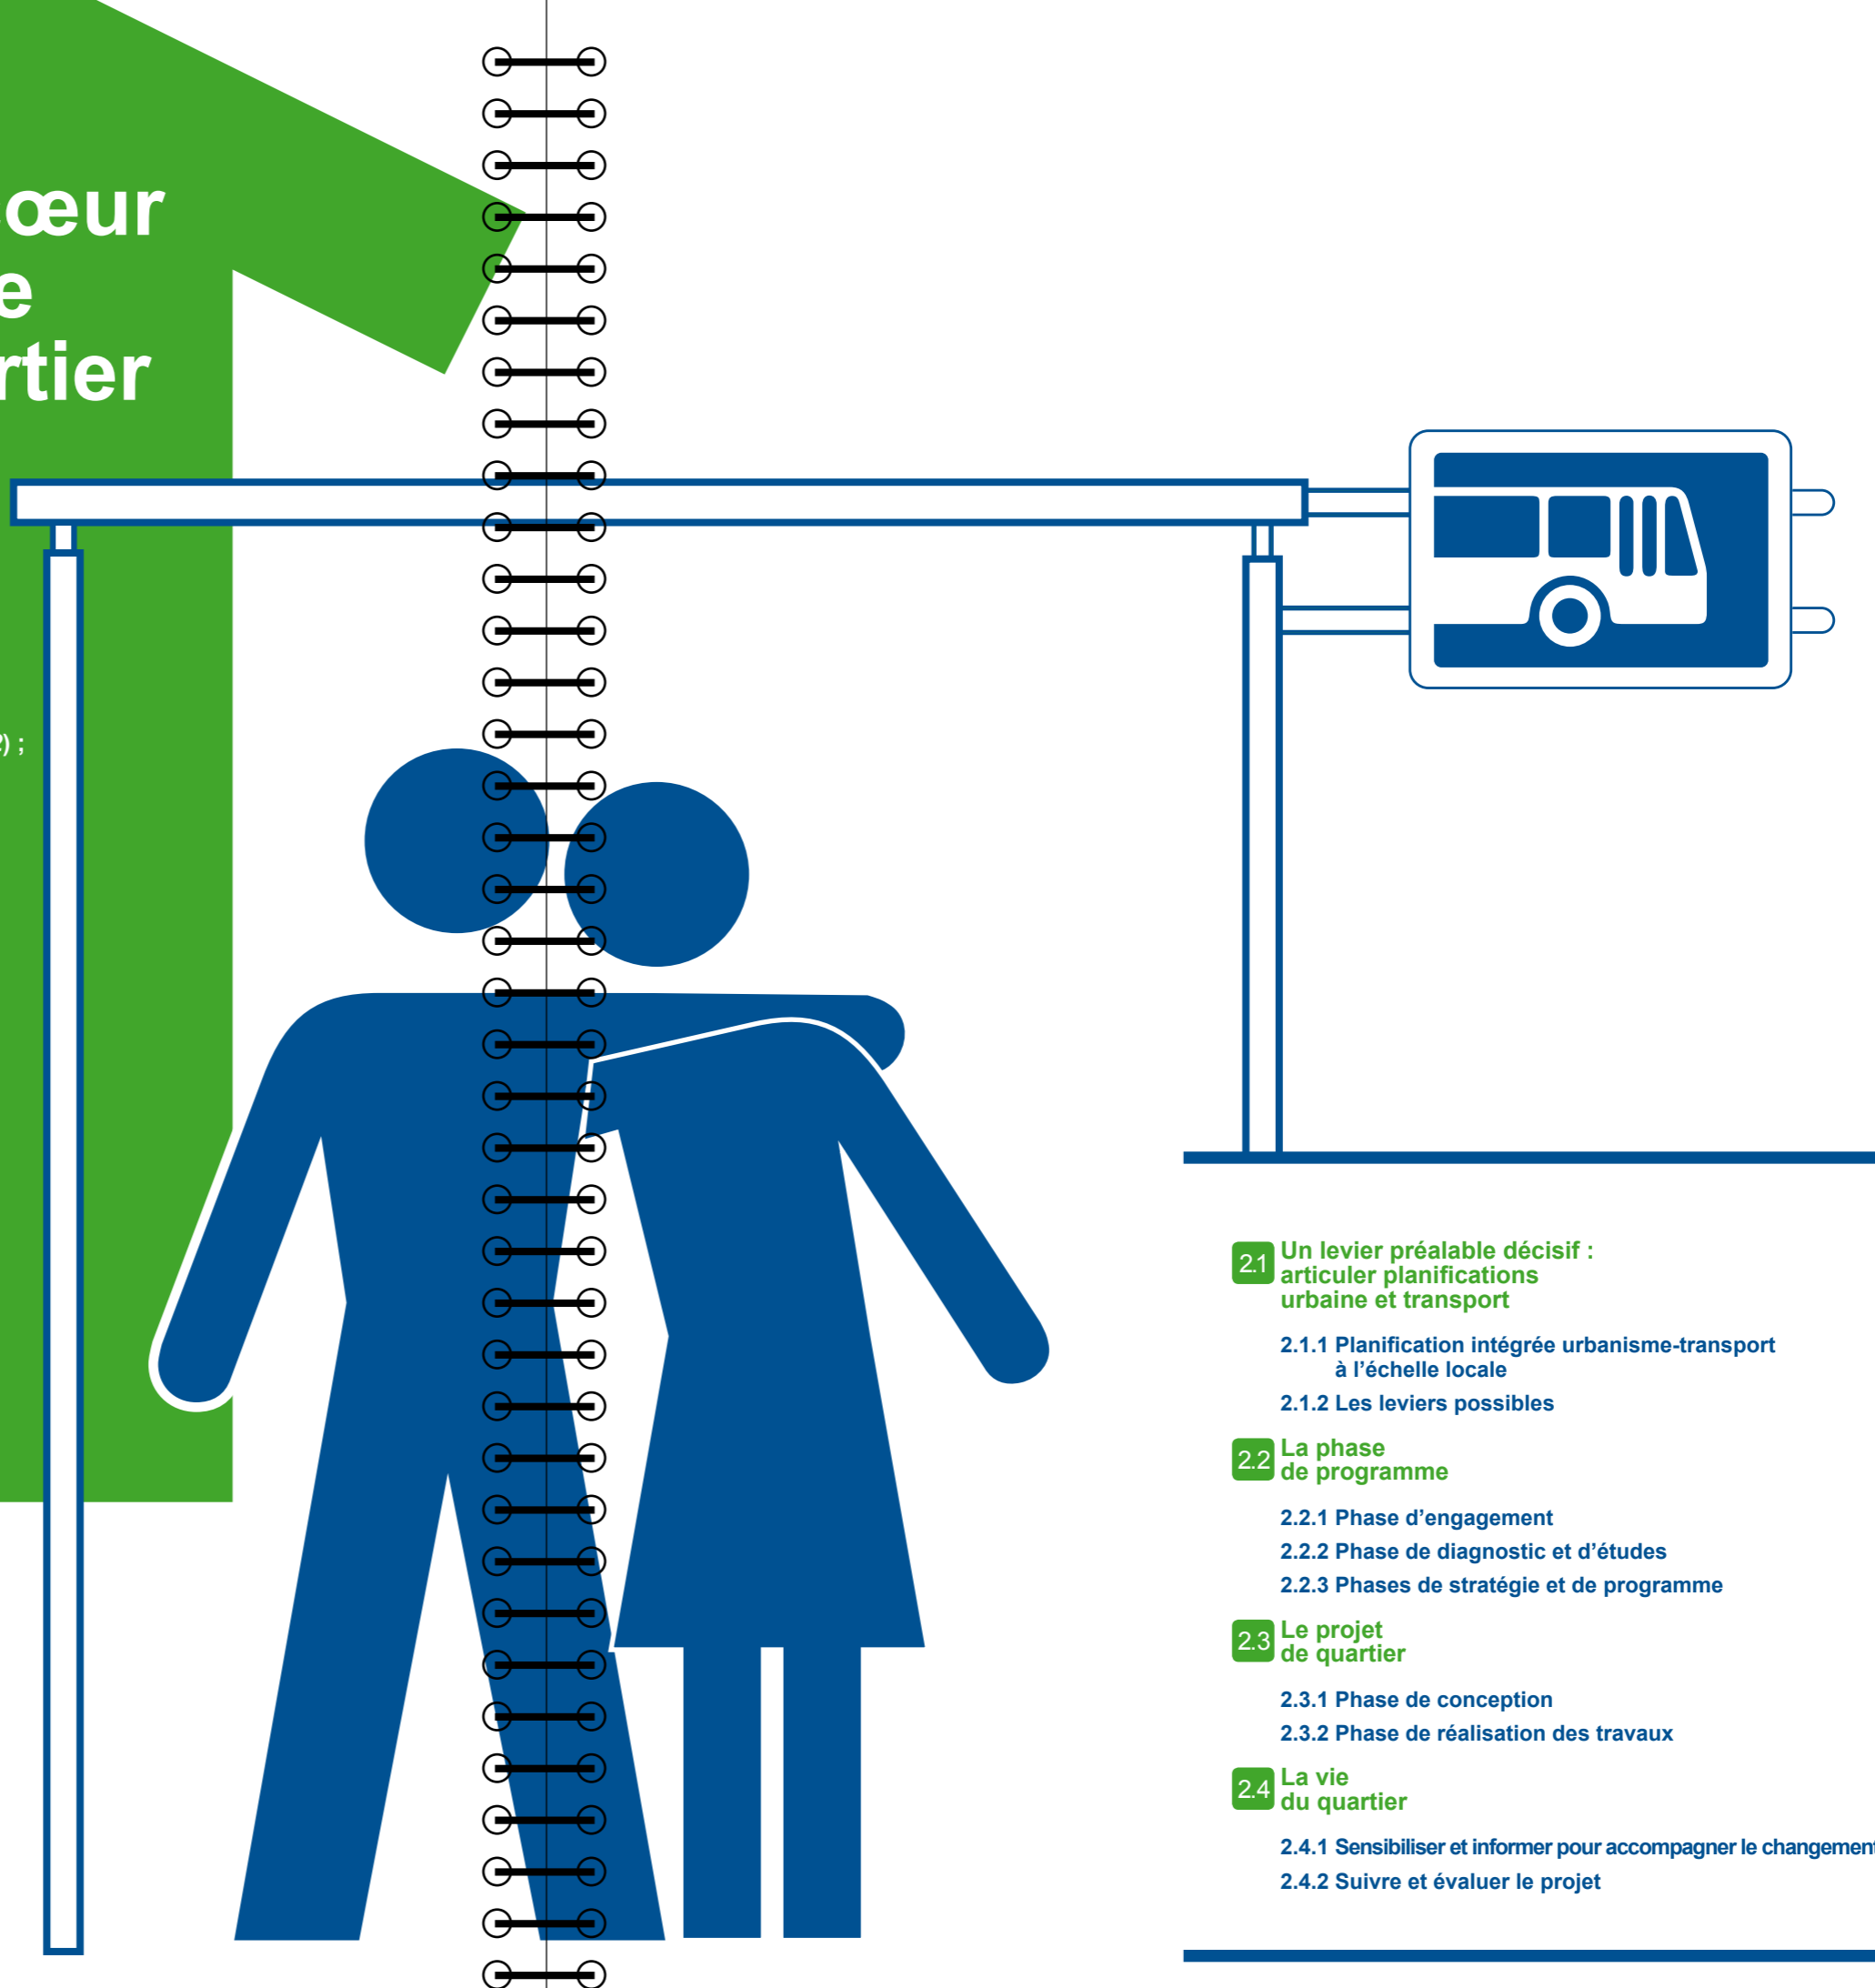 œur
e
rtier
2) ;
2.1 Un levier préalable décisif :
articuler planifications
urbaine et transport
2.1.1 Planification intégrée urbanisme-transport
à l'échelle locale
2.1.2 Les leviers possibles
2.2 La phase
de programme
2.2.1 Phase d'engagement
2.2.2 Phase de diagnostic et d'études
2.2.3 Phases de stratégie et de programme
2.3 Le projet
de quartier
2.3.1 Phase de conception
2.3.2 Phase de réalisation des travaux
2.4 La vie
du quartier
2.4.1 Sensibiliser et informer pour accompagner le changement
2.4.2 Suivre et évaluer le projet